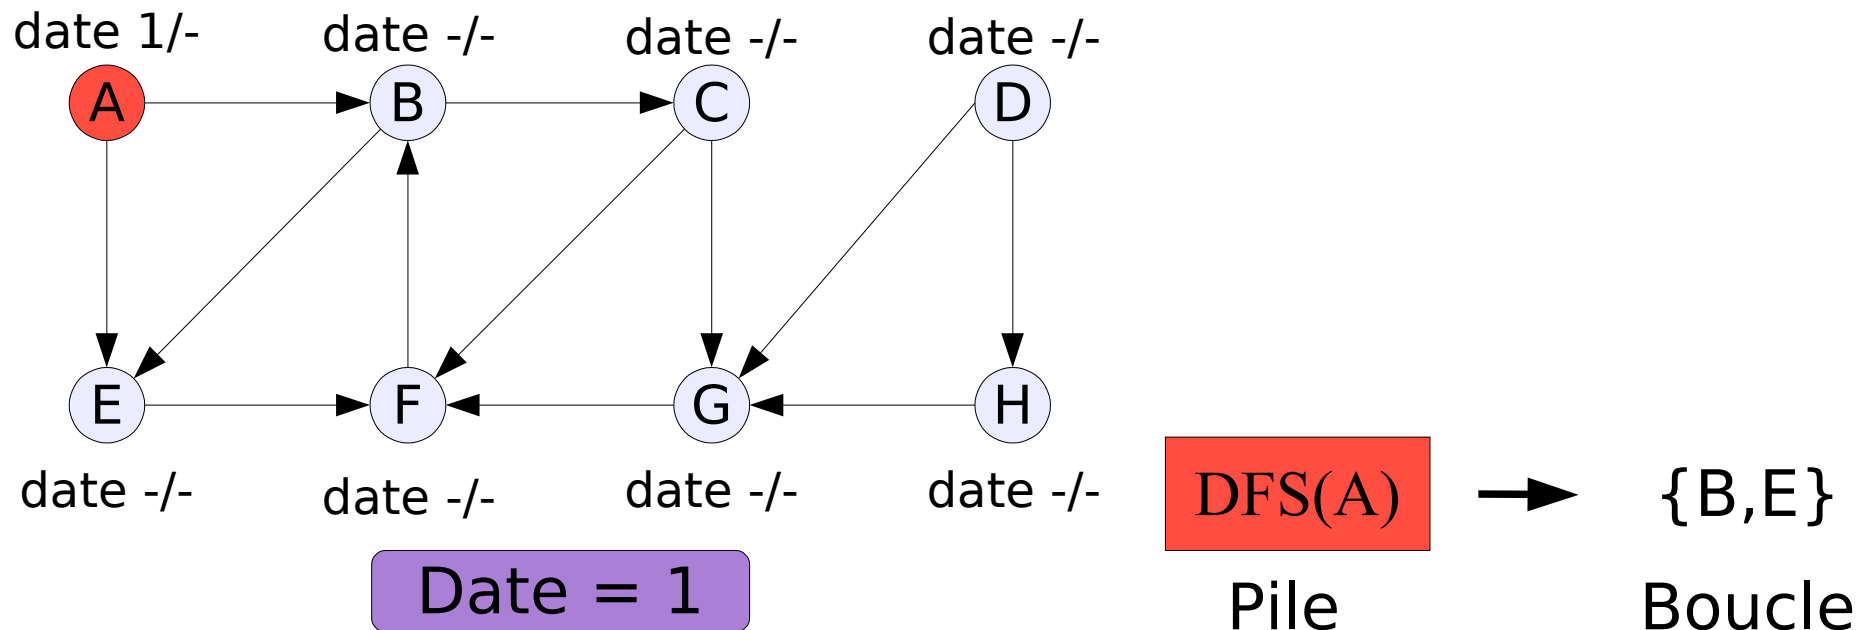 date 1/- date -/- date -/- date -/-
A B C D
E F G H
date -/- date -/- date -/- date -/-
DFS(A) {B,E}
Date = 1
Pile Boucle